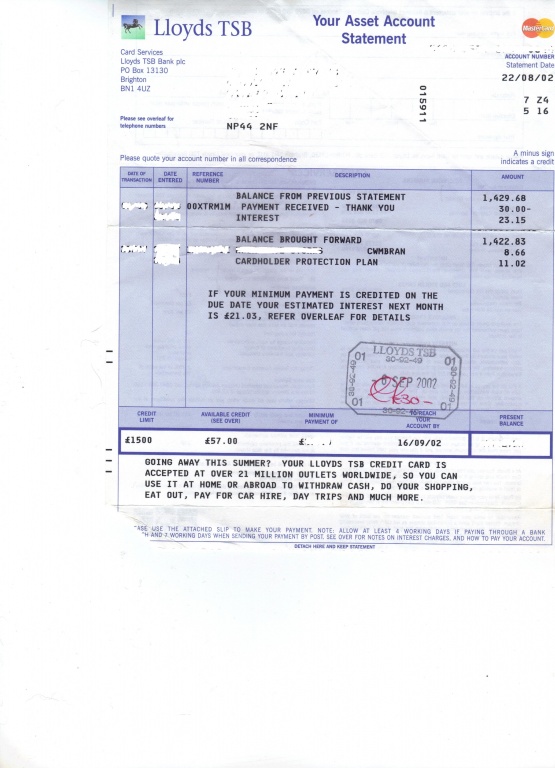 Lloyds TSB
Your Asset Account
Statement
MasterCard
Card Services
Lloyds TSB Bank plc
PO Box 13130
Brighton
BN1 4UZ
ACCOUNT NUMBER
Statement Date
22/08/02
7 Z4
5 16
015911
Please see overleaf for
telephone numbers
NP44 2NF
Please quote your account number in all correspondence
A minus sign
indicates a credit
DATE OF TRANSACTION DATE ENTERED REFERENCE NUMBER DESCRIPTION AMOUNT
BALANCE FROM PREVIOUS STATEMENT 1,429.68
00XTRM1M PAYMENT RECEIVED - THANK YOU 30.00-
INTEREST 23.15
BALANCE BROUGHT FORWARD 1,422.83
CWMBRAN 8.66
CARDHOLDER PROTECTION PLAN 11.02
IF YOUR MINIMUM PAYMENT IS CREDITED ON THE
DUE DATE YOUR ESTIMATED INTEREST NEXT MONTH
IS £21.03, REFER OVERLEAF FOR DETAILS
LLOYDS TSB
30-92-49
01 01
SEP 2002
£30-
01 01
CREDIT LIMIT AVAILABLE CREDIT (SEE OVER) MINIMUM PAYMENT OF TO REACH YOUR ACCOUNT BY PRESENT BALANCE
£1500 £57.00 £ 16/09/02
GOING AWAY THIS SUMMER? YOUR LLOYDS TSB CREDIT CARD IS
ACCEPTED AT OVER 21 MILLION OUTLETS WORLDWIDE, SO YOU CAN
USE IT AT HOME OR ABROAD TO WITHDRAW CASH, DO YOUR SHOPPING,
EAT OUT, PAY FOR CAR HIRE, DAY TRIPS AND MUCH MORE.
USE THE ATTACHED SLIP TO MAKE YOUR PAYMENT. NOTE: ALLOW AT LEAST 4 WORKING DAYS IF PAYING THROUGH A BANK
AND 7 WORKING DAYS WHEN SENDING YOUR PAYMENT BY POST. SEE OVER FOR NOTES ON INTEREST CHARGES, AND HOW TO PAY YOUR ACCOUNT.
DETACH HERE AND KEEP STATEMENT